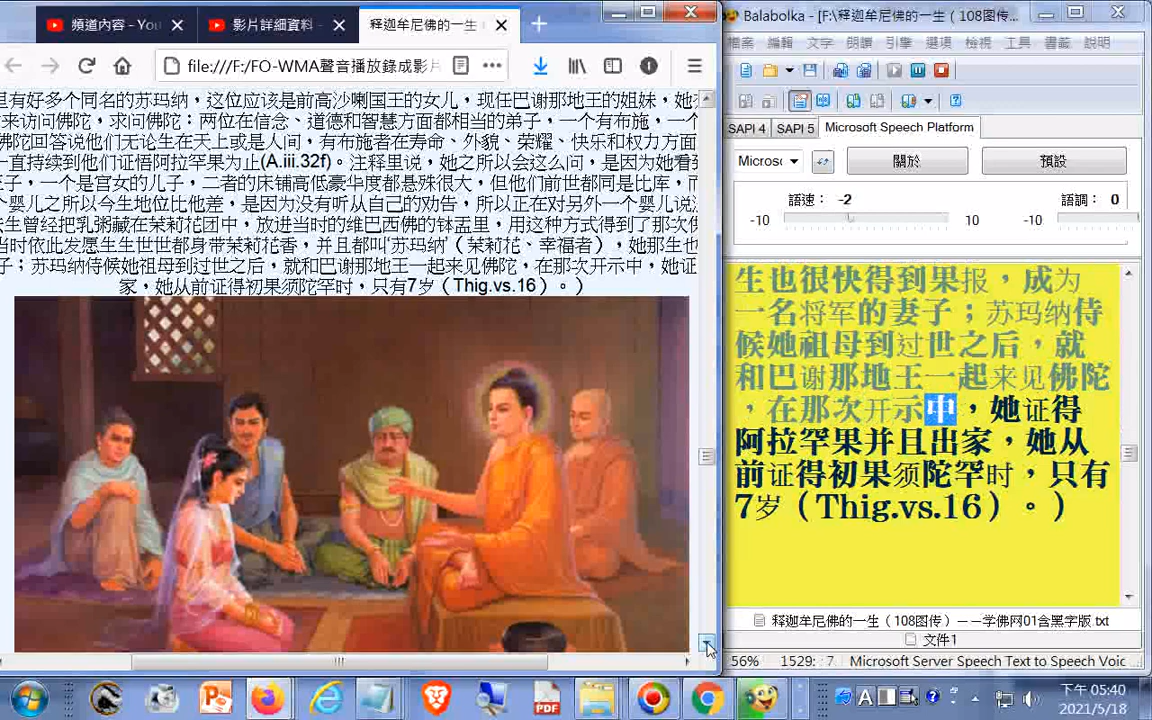 頻道內容 - You
影片詳細資料 -
释迦牟尼佛的一生
file:///F:/FO-WMA聲音播放錄成影片
里有好多个同名的苏玛纳，这位应该是前高沙喇国王的女儿，现任巴谢那地王的姐妹，她
来访问佛陀，求问佛陀：两位在信念、道德和智慧方面都相当的弟子，一个有布施，一个
佛陀回答说他们无论生在天上或是人间，有布施者在寿命、外貌、荣耀、快乐和权力方面
一直持续到他们证悟阿拉罕果为止(A.iii.32f)。注释里说，她之所以会这么问，是因为她看到
王子，一个是宫女的儿子，二者的床铺高低豪华度都悬殊很大，但他们前世都同是比库，而
个婴儿之所以今生地位比他差，是因为没有听从自己的劝告，所以正在对另外一个婴儿说
去生曾经把乳粥藏在茉莉花团中，放进当时的维巴西佛的钵盂里，用这种方式得到了那次佛
当时依此发愿生生世世都身带茉莉花香，并且都叫‘苏玛纳’（茉莉花、幸福者），她那生也
子；苏玛纳侍候她祖母到过世之后，就和巴谢那地王一起来见佛陀，在那次开示中，她证
家，她从前证得初果须陀罕时，只有7岁（Thig.vs.16）。）
Balabolka - [F:\释迦牟尼佛的一生（108图传...
檔案 編輯 文字 朗讀 引擎 選項 檢視 工具 書籤 說明
SAPI 4 SAPI 5 Microsoft Speech Platform
Micros 關於 預設
語速： -2 語調： 0
-10 10 -10
生也很快得到果报，成为
一名将军的妻子；苏玛纳侍
候她祖母到过世之后，就
和巴谢那地王一起来见佛陀
，在那次开示中，她证得
阿拉罕果并且出家，她从
前证得初果须陀罕时，只有
7岁（Thig.vs.16）。）
释迦牟尼佛的一生（108图传）——学佛网01含黑字版.txt
文件1
56% 1529: 7 Microsoft Server Speech Text to Speech Voic
下午 05:40
2021/5/18